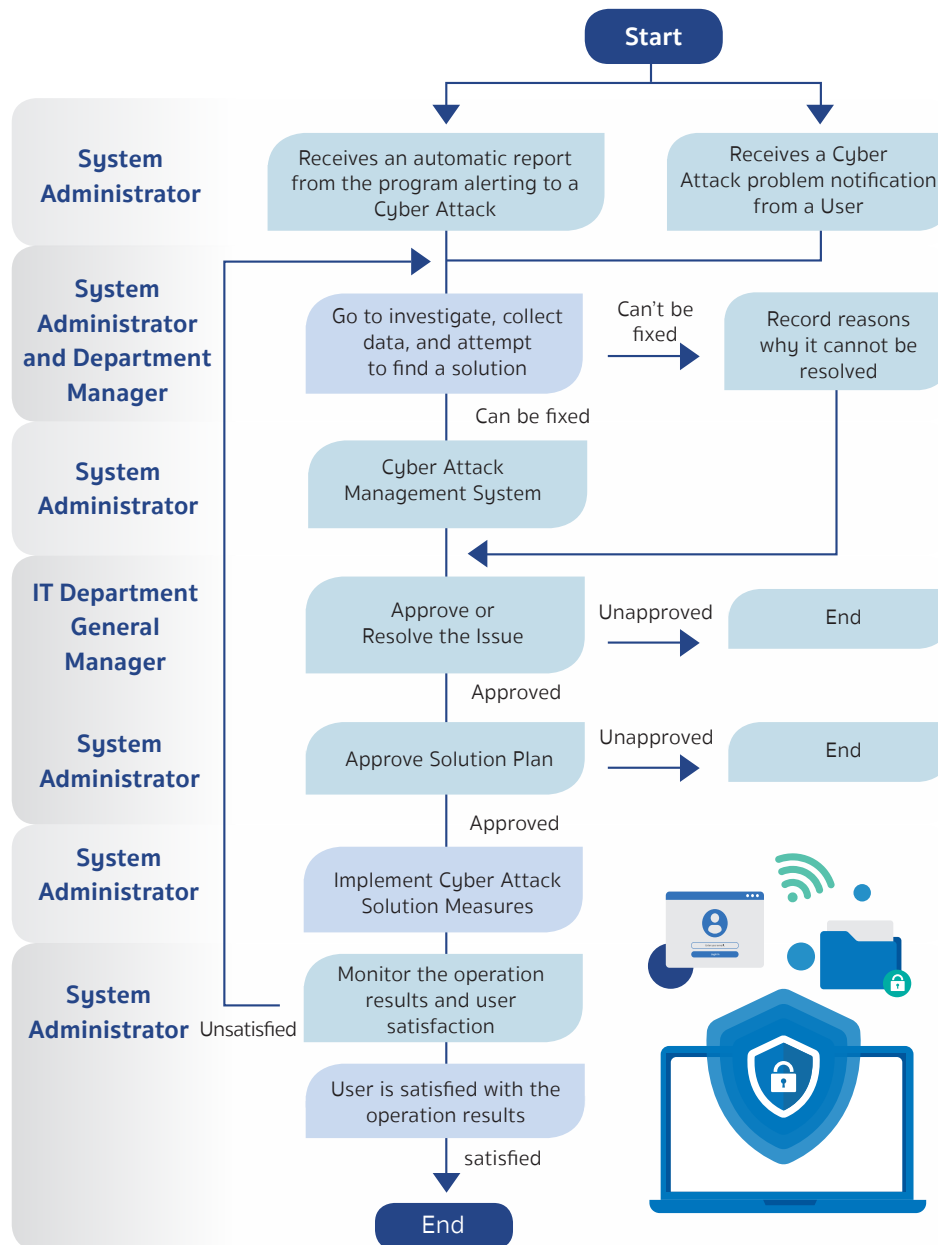 Start
System
Administrator
Receives an automatic report
from the program alerting to a
Cyber Attack
Receives a Cyber
Attack problem notification
from a User
System
Administrator
and Department
Manager
Go to investigate, collect
data, and attempt
to find a solution
Can't be
fixed
Record reasons
why it cannot be
resolved
Can be fixed
System
Administrator
Cyber Attack
Management System
IT Department
General
Manager
Approve or
Resolve the Issue
Unapproved
End
Approved
System
Administrator
Approve Solution Plan
Unapproved
End
Approved
System
Administrator
Implement Cyber Attack
Solution Measures
System
Administrator
Unsatisfied
Monitor the operation
results and user
satisfaction
User is satisfied with the
operation results
satisfied
End